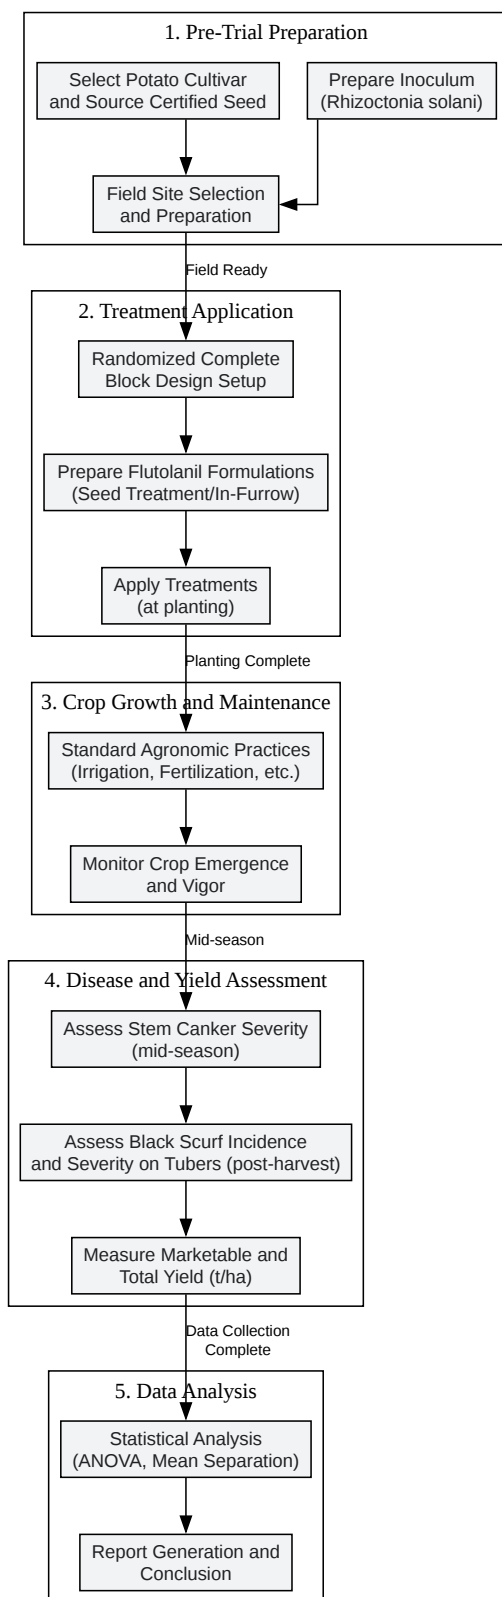 1. Pre-Trial Preparation
Select Potato Cultivar
and Source Certified Seed
Prepare Inoculum
(Rhizoctonia solani)
Field Site Selection
and Preparation
Field Ready
2. Treatment Application
Randomized Complete
Block Design Setup
Prepare Flutolanil Formulations
(Seed Treatment/In-Furrow)
Apply Treatments
(at planting)
Planting Complete
3. Crop Growth and Maintenance
Standard Agronomic Practices
(Irrigation, Fertilization, etc.)
Monitor Crop Emergence
and Vigor
Mid-season
4. Disease and Yield Assessment
Assess Stem Canker Severity
(mid-season)
Assess Black Scurf Incidence
and Severity on Tubers (post-harvest)
Measure Marketable and
Total Yield (t/ha)
Data Collection
Complete
5. Data Analysis
Statistical Analysis
(ANOVA, Mean Separation)
Report Generation and
Conclusion